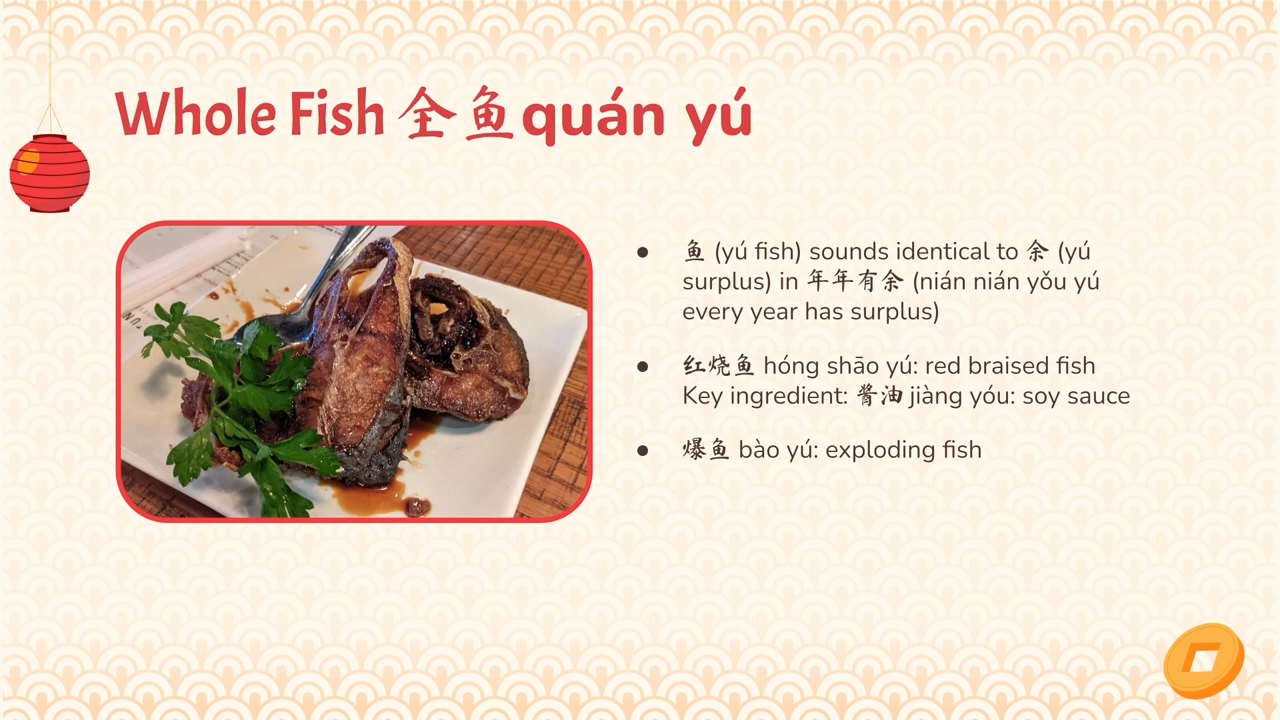 Whole Fish 全鱼quán yú
● 鱼 (yú fish) sounds identical to 余 (yú
surplus) in 年年有余 (nián nián yǒu yú
every year has surplus)
● 红烧鱼 hóng shāo yú: red braised fish
Key ingredient: 酱油 jiàng yóu: soy sauce
● 爆鱼 bào yú: exploding fish